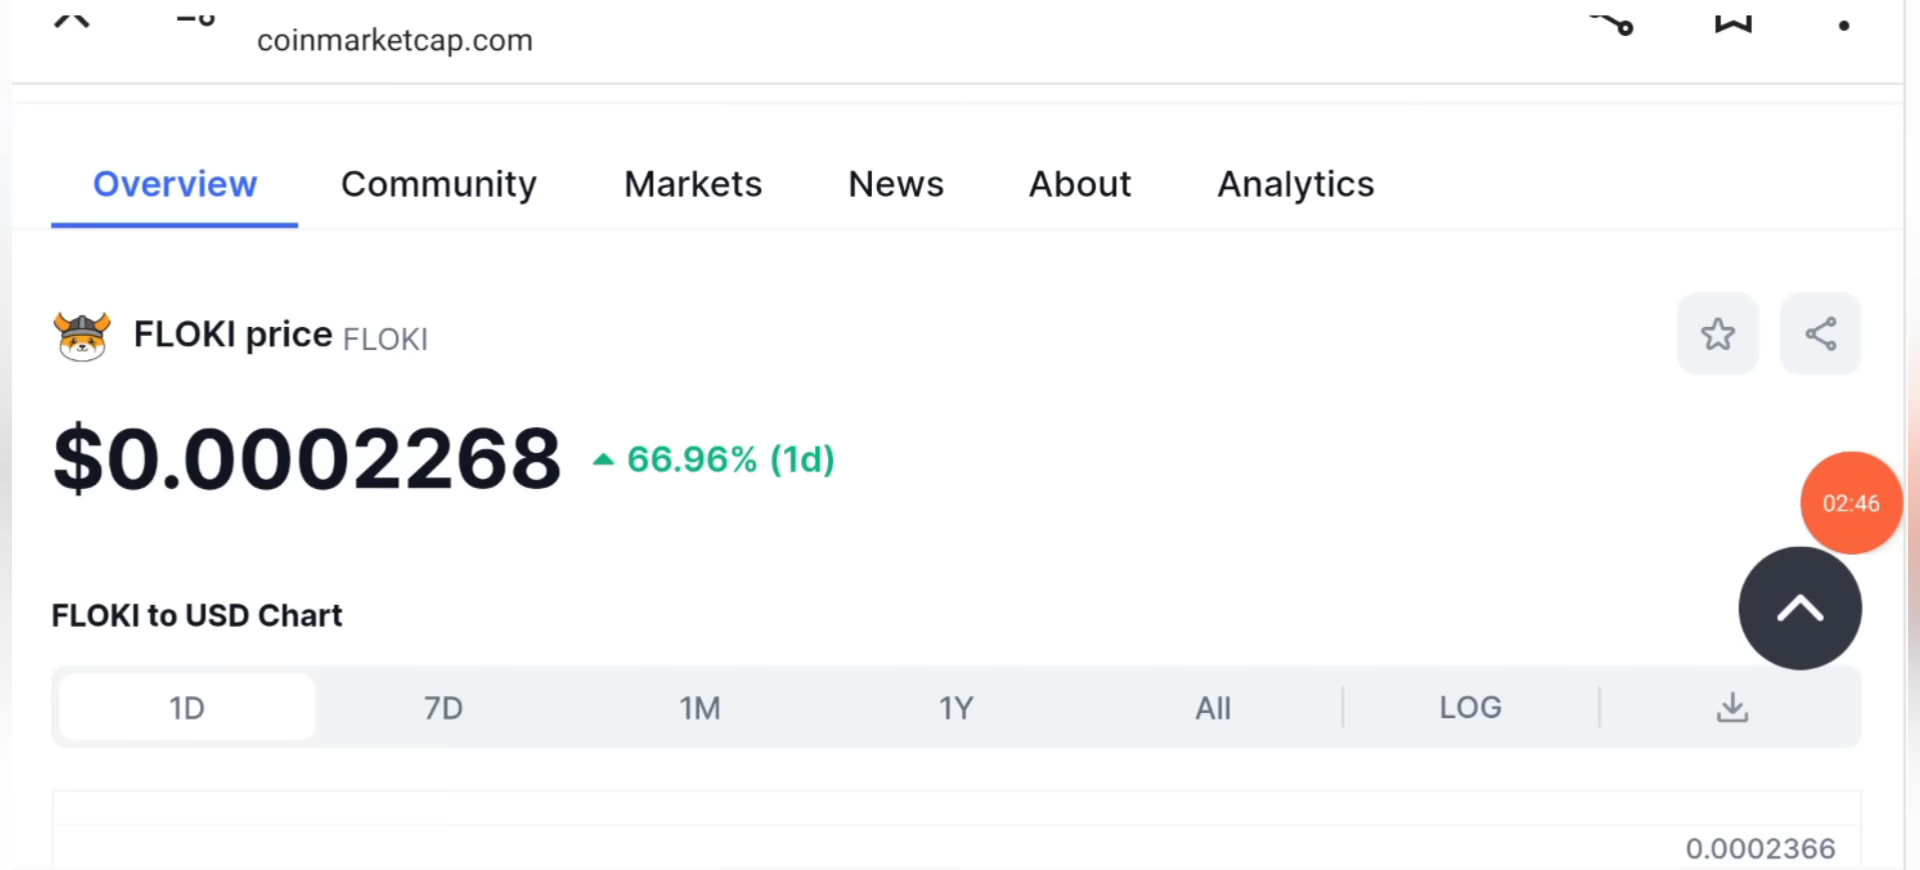 coinmarketcap.com
Overview Community Markets News About Analytics
FLOKI price FLOKI
$0.0002268 66.96% (1d)
02:46
FLOKI to USD Chart
1D 7D 1M 1Y All LOG
0.0002366